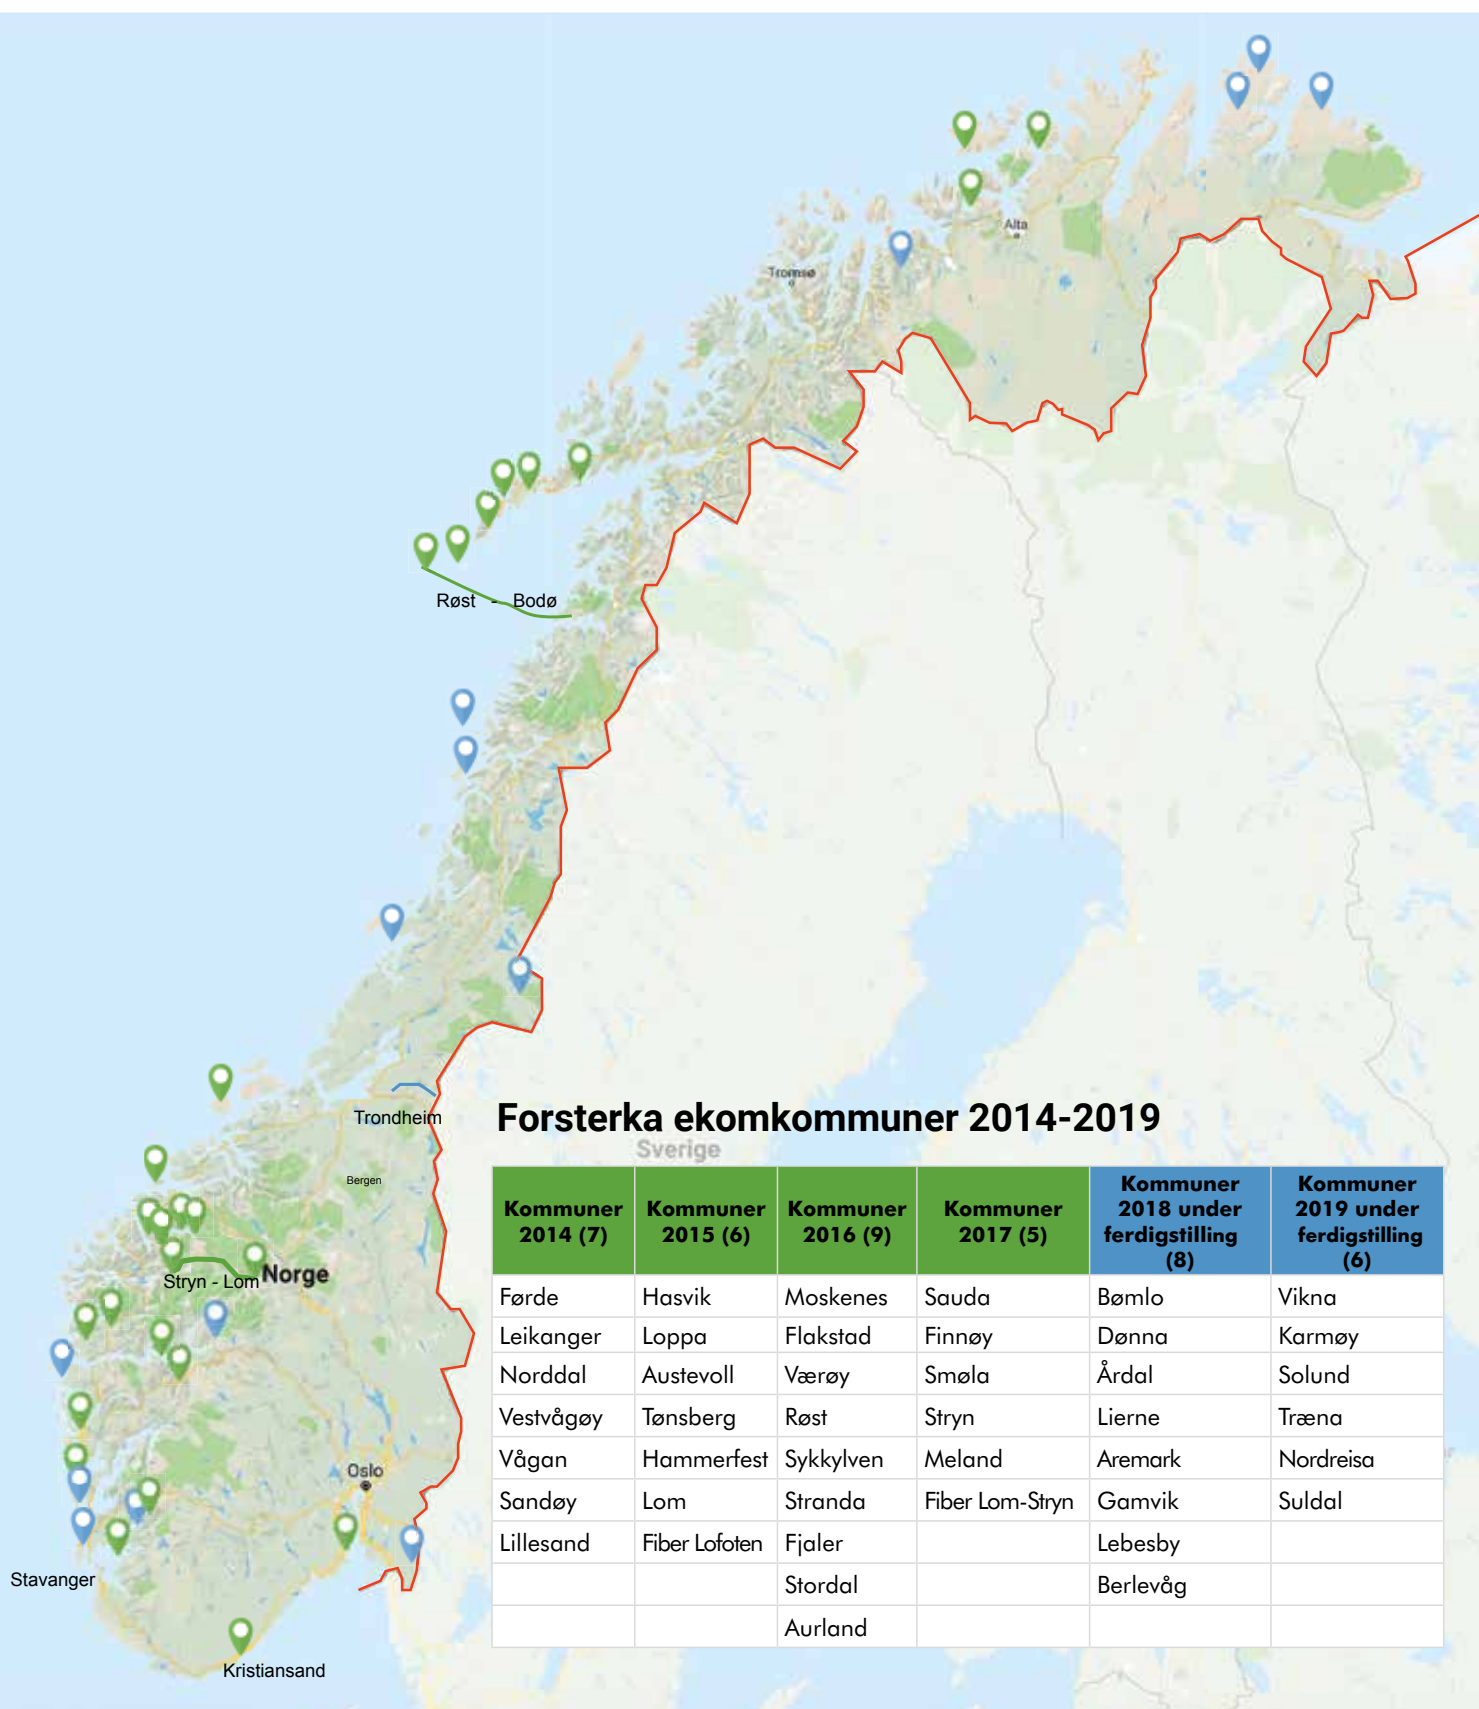 Alta
Tromsø
Røst - Bodø
Trondheim
Forsterka ekomkommuner 2014-2019
Sverige
Bergen
Stryn - Lom
Norge
Oslo
Stavanger
Kristiansand
Kommuner 2014 (7)
Kommuner 2015 (6)
Kommuner 2016 (9)
Kommuner 2017 (5)
Kommuner 2018 under ferdigstilling (8)
Kommuner 2019 under ferdigstilling (6)
Førde Hasvik Moskenes Sauda Bømlo Vikna
Leikanger Loppa Flakstad Finnøy Dønna Karmøy
Norddal Austevoll Værøy Smøla Årdal Solund
Vestvågøy Tønsberg Røst Stryn Lierne Træna
Vågan Hammerfest Sykkylven Meland Aremark Nordreisa
Sandøy Lom Stranda Fiber Lom-Stryn Gamvik Suldal
Lillesand Fiber Lofoten Fjaler Lebesby
Stordal Berlevåg
Aurland